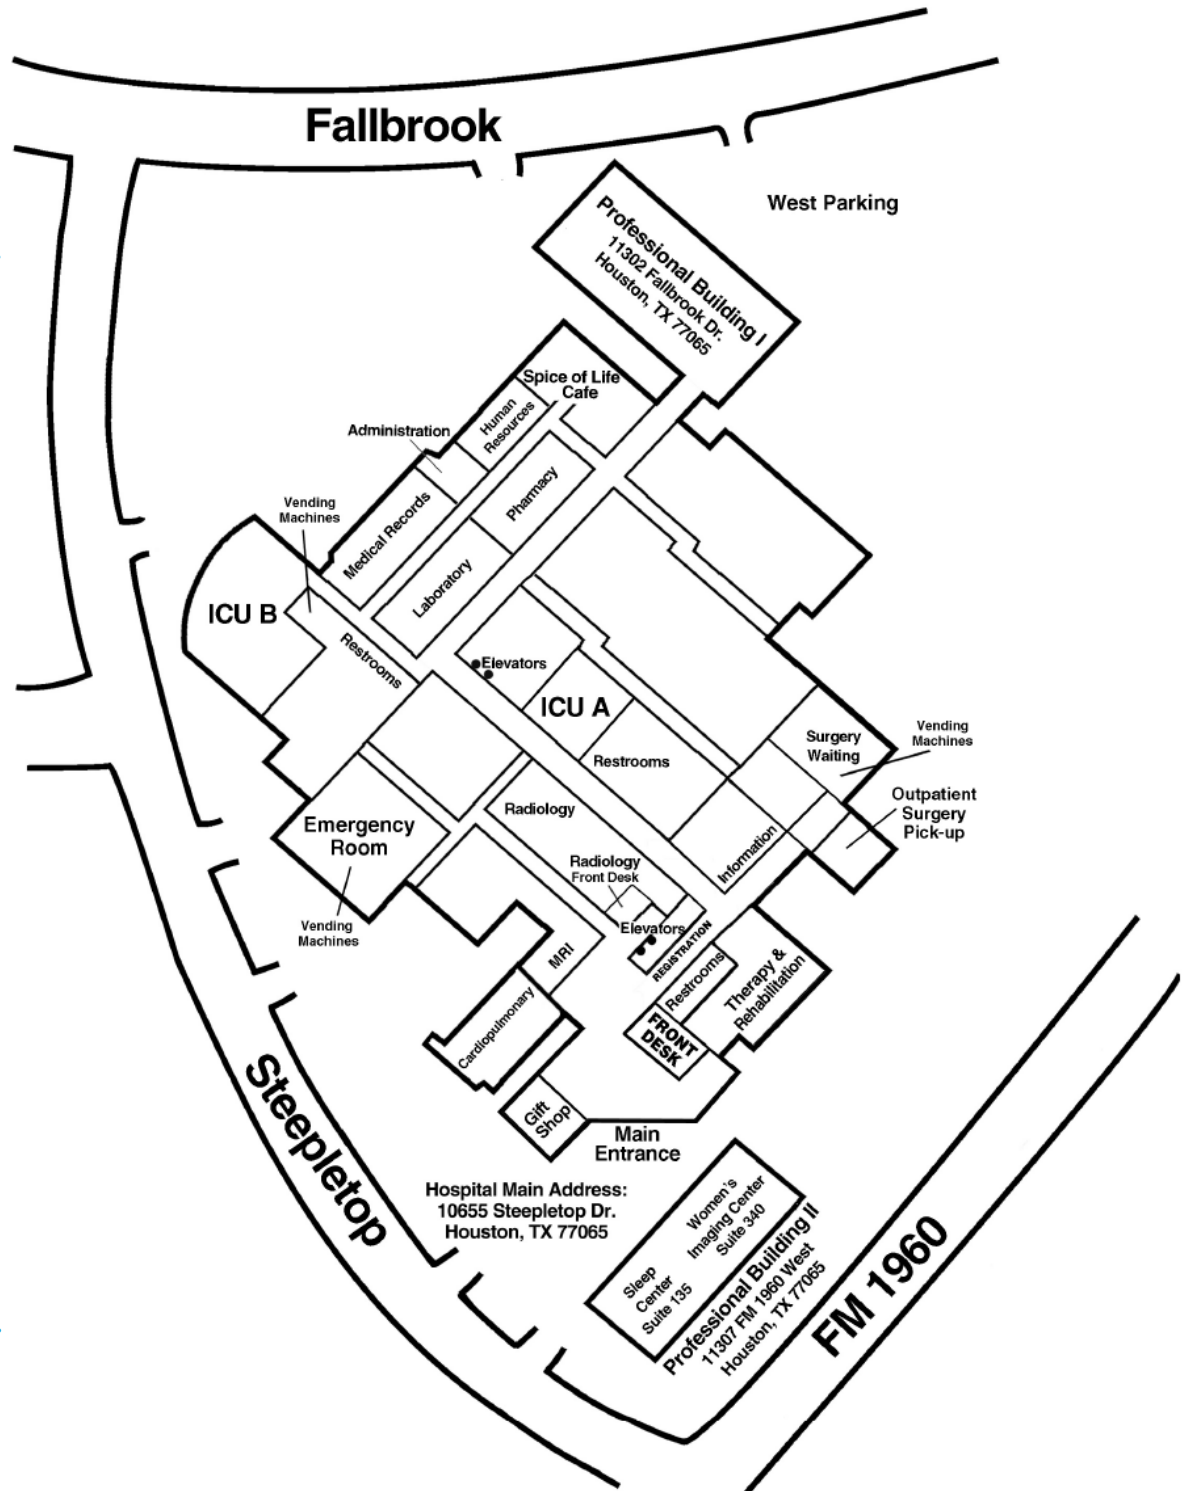 Fallbrook
West Parking
Professional Building I
11302 Fallbrook Dr.
Houston, TX 77065
Spice of Life
Cafe
Human
Resources
Administration
Pharmacy
Vending
Machines
Medical Records
Laboratory
ICU B
Restrooms
Elevators
ICU A
Restrooms
Surgery
Waiting
Vending
Machines
Outpatient
Surgery
Pick-up
Radiology
Emergency
Room
Information
Radiology
Front Desk
Vending
Machines
Elevators
REGISTRATION
MRI
Restrooms
Therapy &
Rehabilitation
Cardiopulmonary
FRONT
DESK
Gift
Shop
Main
Entrance
Steepletop
Hospital Main Address:
10655 Steepletop Dr.
Houston, TX 77065
Women's
Imaging Center
Suite 340
Sleep
Center
Suite 135
Professional Building II
11307 FM 1960 West
Houston, TX 77065
FM 1960